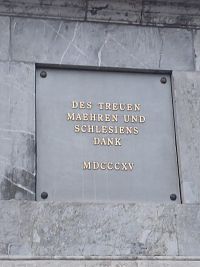 DES TREUEN
MAEHREN UND
SCHLESIENS
DANK
MDCCCXV